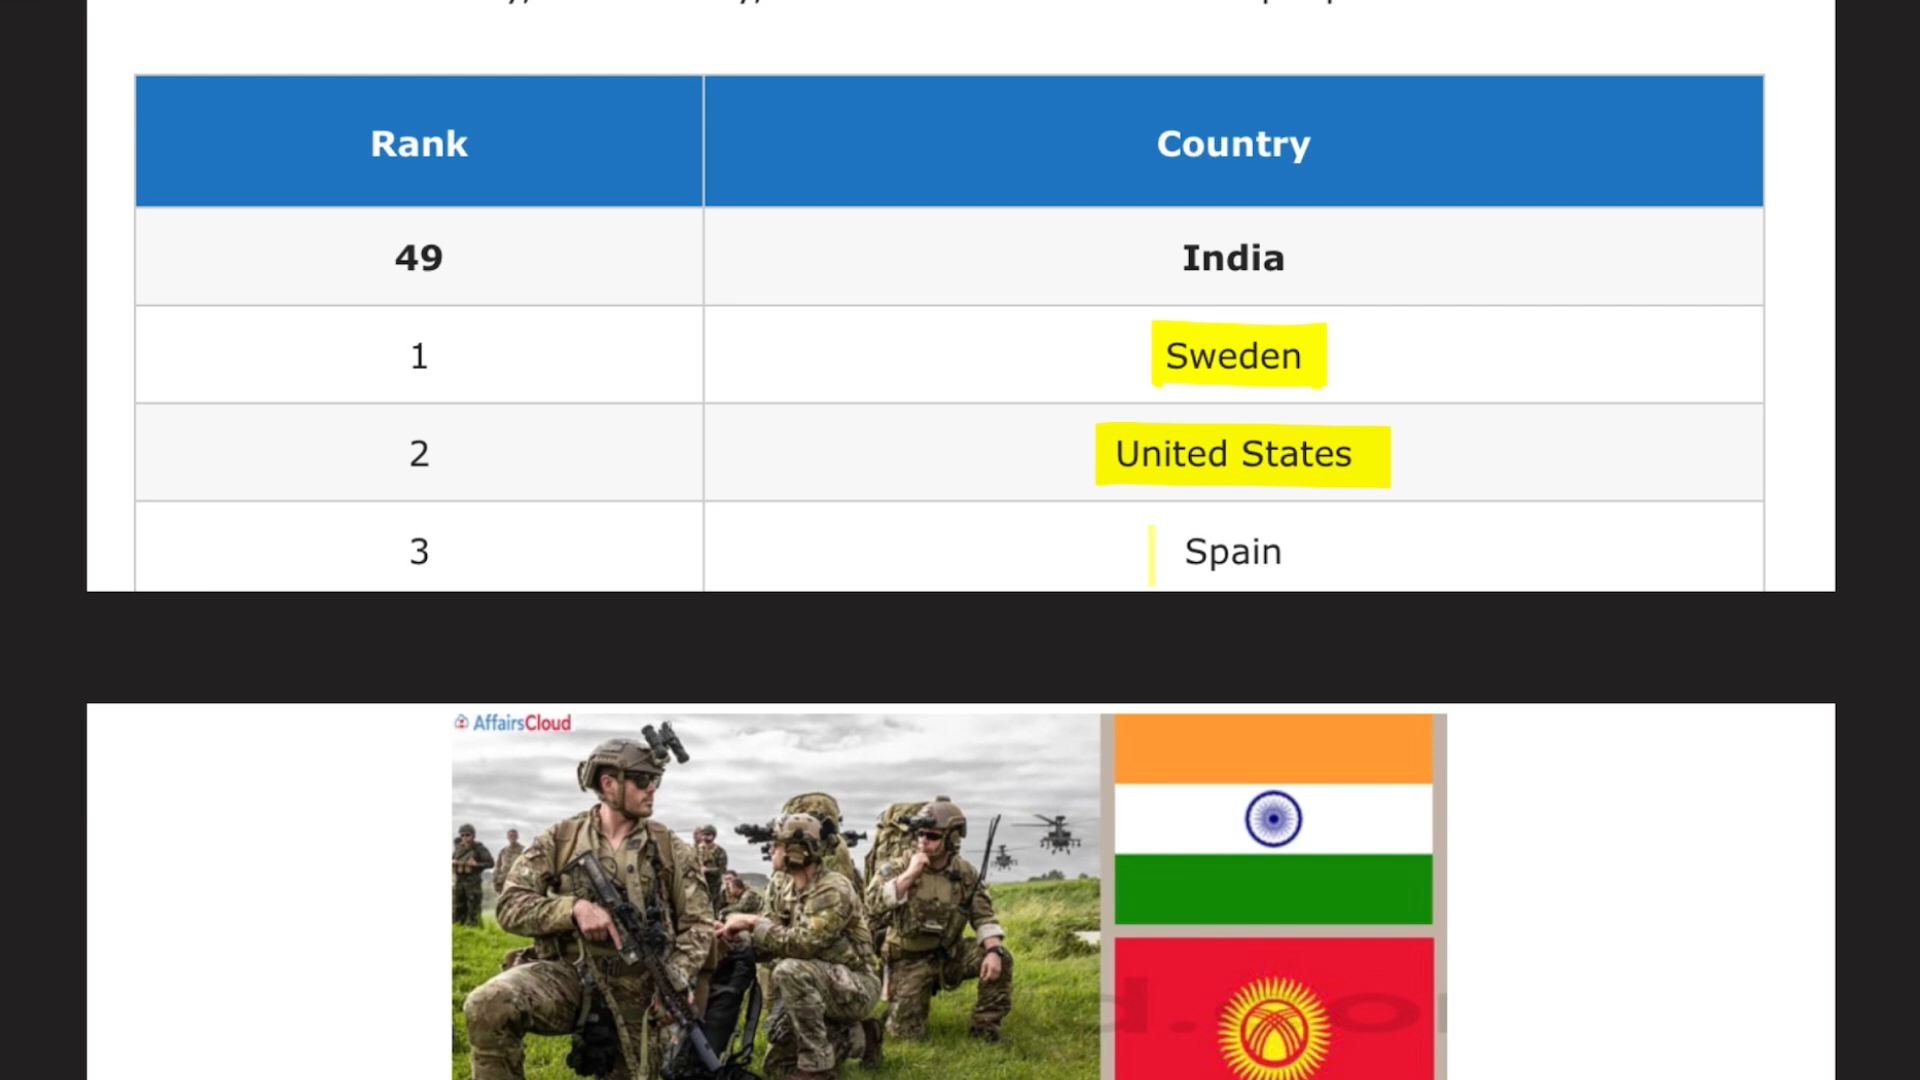 Rank Country
49 India
1 Sweden
2 United States
3 Spain
AffairsCloud